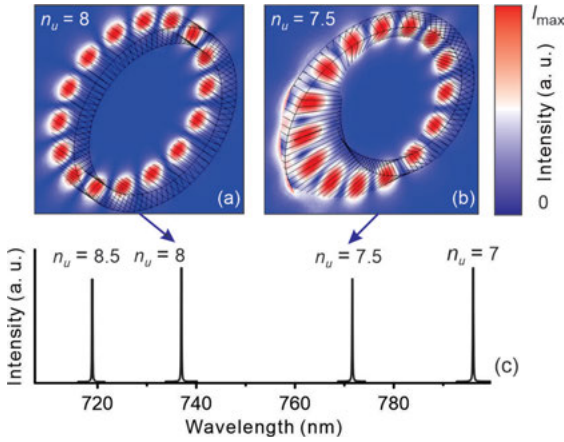 n_u = 8
(a)
n_u = 7.5
(b)
I_max
Intensity (a. u.)
0
n_u = 8.5
n_u = 8
n_u = 7.5
n_u = 7
(c)
Intensity (a. u.)
720
740
760
780
Wavelength (nm)